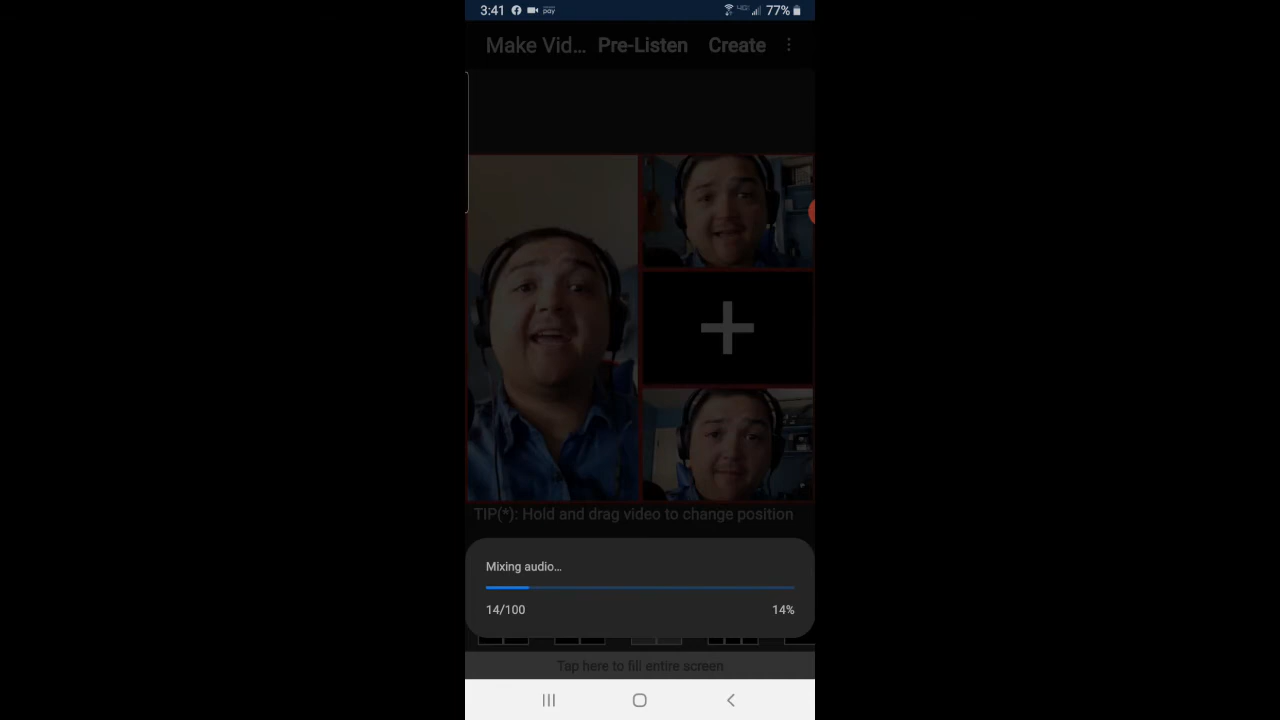 3:41 pay 77%
Make Vid... Pre-Listen Create
TIP(*): Hold and drag video to change position
Mixing audio...
14/100 14%
Tap here to fill entire screen